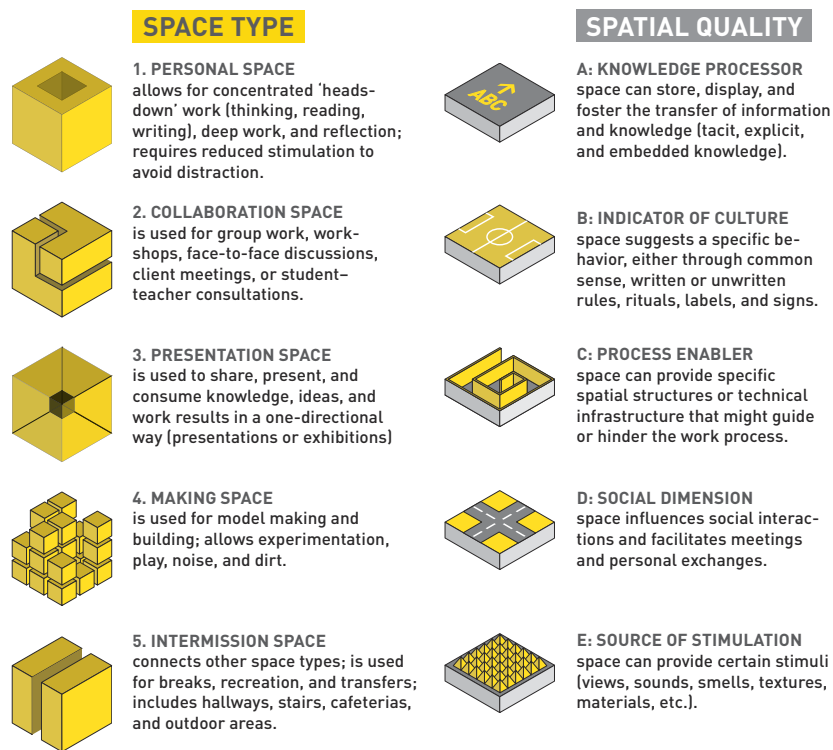 SPACE TYPE
1. PERSONAL SPACE
allows for concentrated ‘heads-
down’ work (thinking, reading,
writing), deep work, and reflection;
requires reduced stimulation to
avoid distraction.
2. COLLABORATION SPACE
is used for group work, work-
shops, face-to-face discussions,
client meetings, or student–
teacher consultations.
3. PRESENTATION SPACE
is used to share, present, and
consume knowledge, ideas, and
work results in a one-directional
way (presentations or exhibitions)
4. MAKING SPACE
is used for model making and
building; allows experimentation,
play, noise, and dirt.
5. INTERMISSION SPACE
connects other space types; is used
for breaks, recreation, and transfers;
includes hallways, stairs, cafeterias,
and outdoor areas.
SPATIAL QUALITY
ABC
A: KNOWLEDGE PROCESSOR
space can store, display, and
foster the transfer of information
and knowledge (tacit, explicit,
and embedded knowledge).
B: INDICATOR OF CULTURE
space suggests a specific be-
havior, either through common
sense, written or unwritten
rules, rituals, labels, and signs.
C: PROCESS ENABLER
space can provide specific
spatial structures or technical
infrastructure that might guide
or hinder the work process.
D: SOCIAL DIMENSION
space influences social interac-
tions and facilitates meetings
and personal exchanges.
E: SOURCE OF STIMULATION
space can provide certain stimuli
(views, sounds, smells, textures,
materials, etc.).